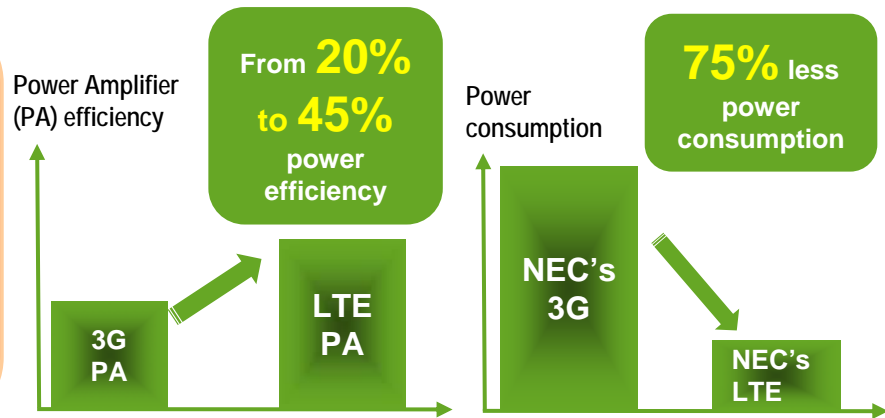 Power Amplifier
(PA) efficiency
From 20%
to 45%
power
efficiency
3G
PA
LTE
PA
Power
consumption
75% less
power
consumption
NEC's
3G
NEC's
LTE